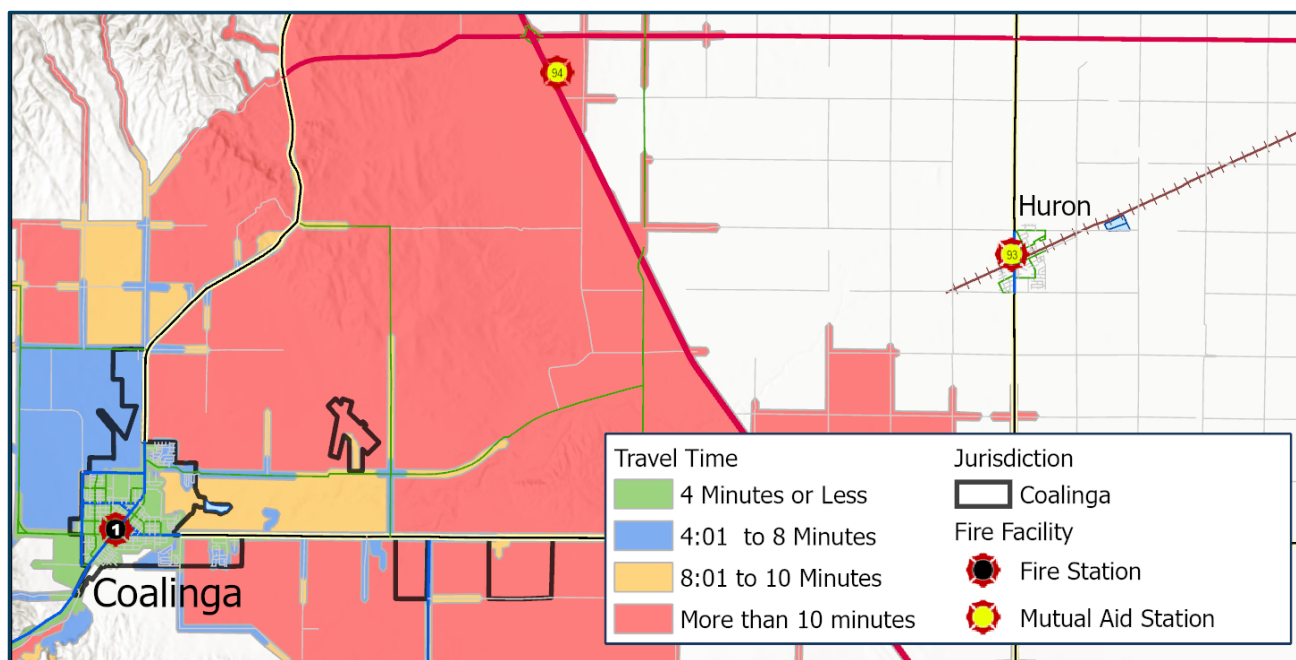 94
Huron
93
1
Coalinga
Travel Time
4 Minutes or Less
4:01 to 8 Minutes
8:01 to 10 Minutes
More than 10 minutes
Jurisdiction
Coalinga
Fire Facility
Fire Station
Mutual Aid Station